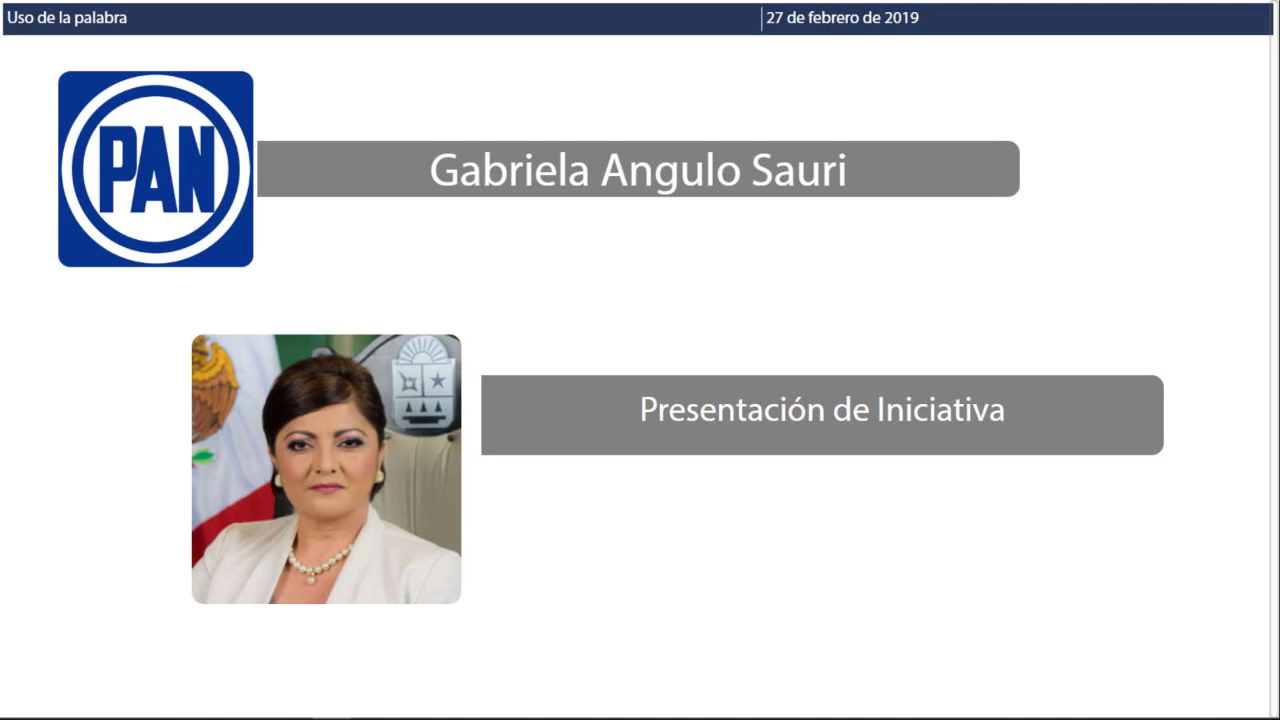 Uso de la palabra
27 de febrero de 2019
PAN
Gabriela Angulo Sauri
Presentación de Iniciativa